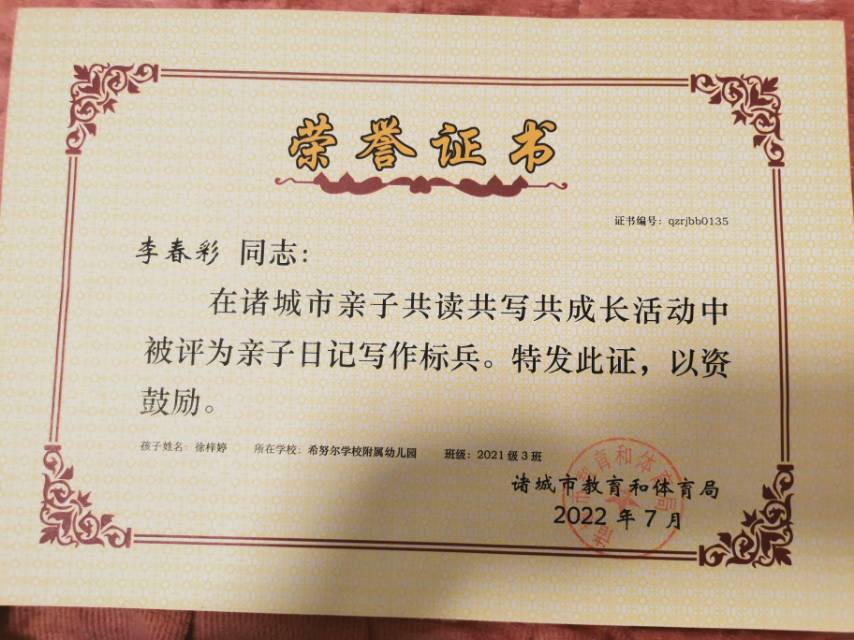 荣誉证书
证书编号：qzrjbb0135
李春彩 同志：
在诸城市亲子共读共写共成长活动中
被评为亲子日记写作标兵。特发此证，以资
鼓励。
孩子姓名：徐梓婷 所在学校：希努尔学校附属幼儿园 班级：2021级3班
诸城市教育和体育局
2022年7月